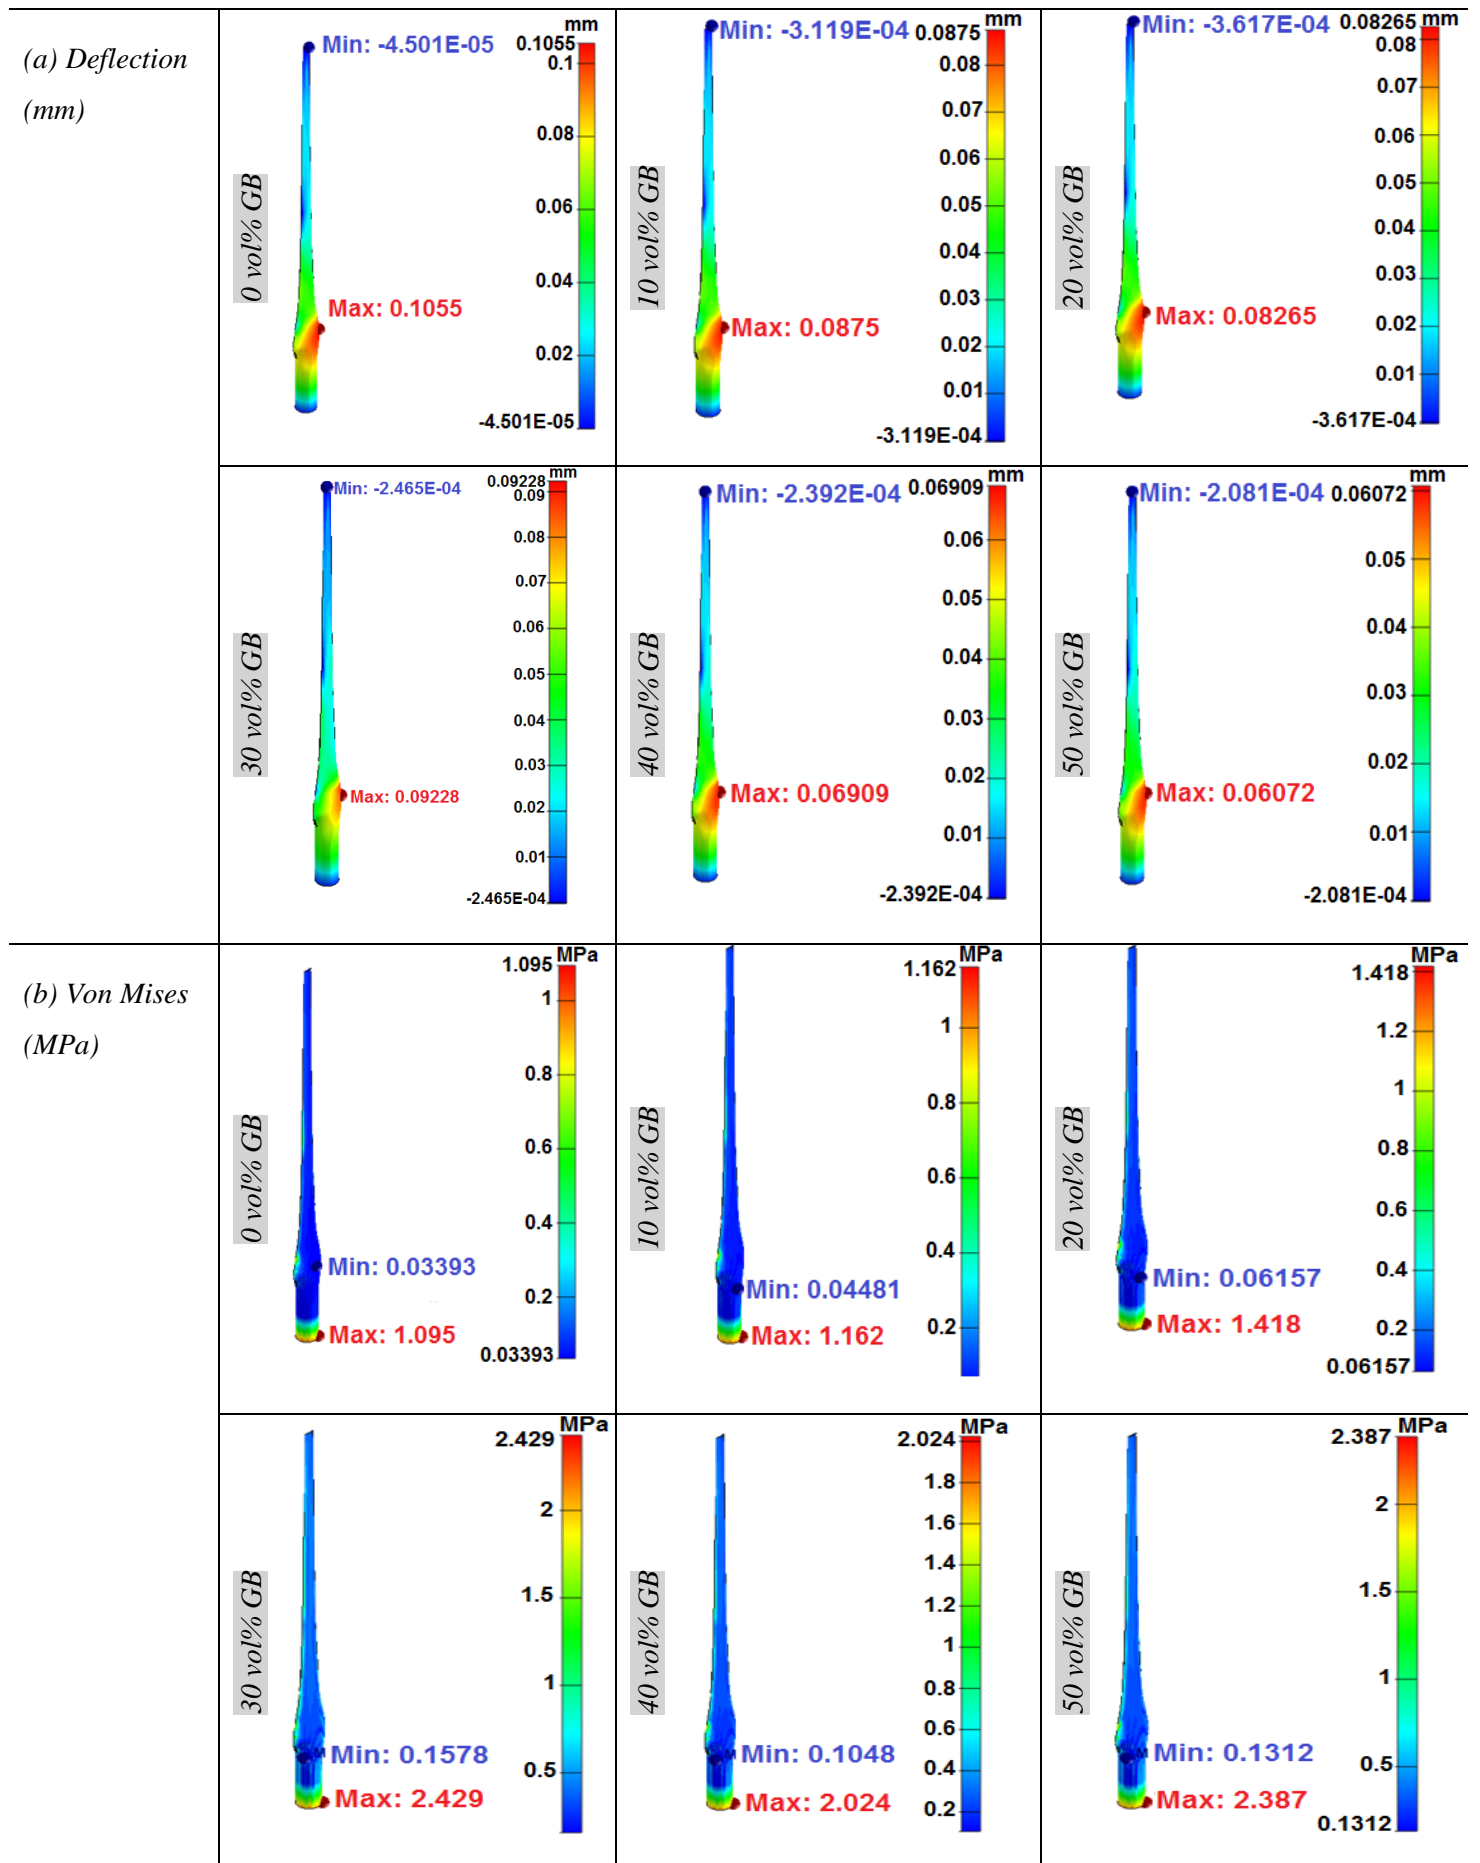 (a) Deflection
(mm)
0 vol% GB
Min: -4.501E-05
mm
0.1055
0.1
0.08
0.06
0.04
0.02
-4.501E-05
Max: 0.1055
10 vol% GB
Min: -3.119E-04
mm
0.0875
0.08
0.07
0.06
0.05
0.04
0.03
0.02
0.01
-3.119E-04
Max: 0.0875
20 vol% GB
Min: -3.617E-04
mm
0.08265
0.08
0.07
0.06
0.05
0.04
0.03
0.02
0.01
-3.617E-04
Max: 0.08265
30 vol% GB
Min: -2.465E-04
mm
0.09228
0.09
0.08
0.07
0.06
0.05
0.04
0.03
0.02
0.01
-2.465E-04
Max: 0.09228
40 vol% GB
Min: -2.392E-04
mm
0.06909
0.06
0.05
0.04
0.03
0.02
0.01
-2.392E-04
Max: 0.06909
50 vol% GB
Min: -2.081E-04
mm
0.06072
0.05
0.04
0.03
0.02
0.01
-2.081E-04
Max: 0.06072
(b) Von Mises
(MPa)
0 vol% GB
MPa
1.095
1
0.8
0.6
0.4
0.2
0.03393
Min: 0.03393
Max: 1.095
10 vol% GB
MPa
1.162
1
0.8
0.6
0.4
0.2
Min: 0.04481
Max: 1.162
20 vol% GB
MPa
1.418
1.2
1
0.8
0.6
0.4
0.2
0.06157
Min: 0.06157
Max: 1.418
30 vol% GB
MPa
2.429
2
1.5
1
0.5
Min: 0.1578
Max: 2.429
40 vol% GB
MPa
2.024
1.8
1.6
1.4
1.2
1
0.8
0.6
0.4
0.2
Min: 0.1048
Max: 2.024
50 vol% GB
MPa
2.387
2
1.5
1
0.5
0.1312
Min: 0.1312
Max: 2.387